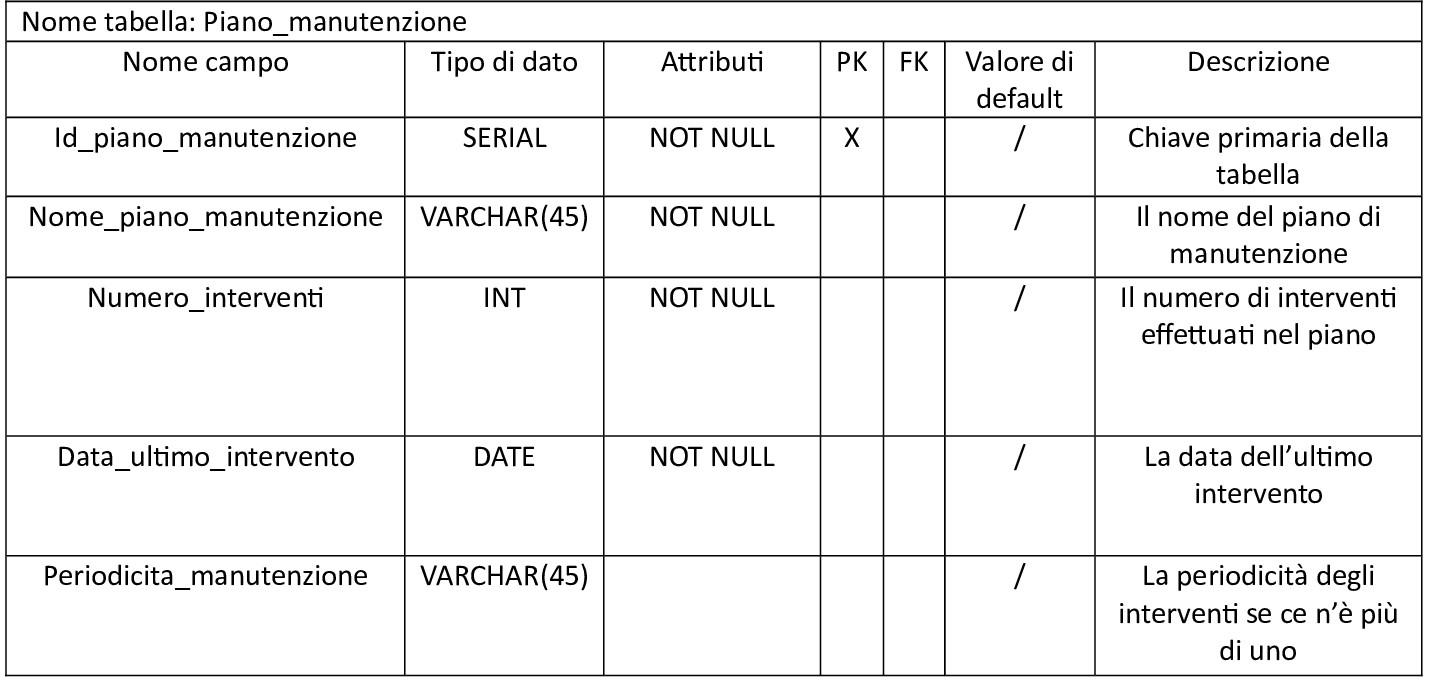 Nome tabella: Piano_manutenzione
Nome campo Tipo di dato Attributi PK FK Valore di default Descrizione
Id_piano_manutenzione SERIAL NOT NULL X / Chiave primaria della
tabella
Nome_piano_manutenzione VARCHAR(45) NOT NULL / Il nome del piano di
manutenzione
Numero_interventi INT NOT NULL / Il numero di interventi
effettuati nel piano
Data_ultimo_intervento DATE NOT NULL / La data dell’ultimo
intervento
Periodicita_manutenzione VARCHAR(45) / La periodicità degli
interventi se ce n’è più
di uno